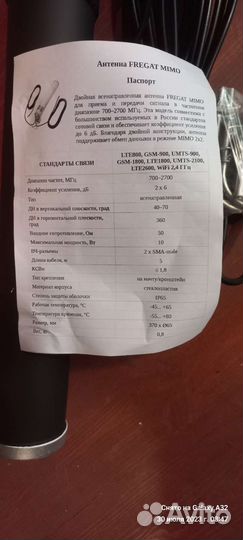 Антенна FREGAT MIMO
Паспорт
Двойная всенаправленная антенна FREGAT MIMO
для приема и передачи сигнала в частотном
диапазоне 700–2700 МГц. Эта модель совместима с
большинством используемых в России стандартов
сотовой связи и обеспечивает коэффициент усиления
до 6 дБ. Благодаря двойной конструкции, антенна
поддерживает обмен данными в режиме MIMO 2x2.
LTE800, GSM-900, UMTS-900,
СТАНДАРТЫ СВЯЗИ GSM-1800, LTE1800, UMTS-2100,
LTE2600, WiFi 2,4 ГГц
Диапазон частот, МГц 700–2700
Коэффициент усиления, дБ 2 x 6
Тип всенаправленная
ДН в вертикальной плоскости, град 40–70
ДН в горизонтальной плоскости,
град 360
Входное сопротивление, Ом 50
Максимальная мощность, Вт 10
ВЧ-разъемы 2 x SMA-male
Длина кабеля, м 5
КСВн ≤ 1,8
Тип крепления на мачту/кронштейн
Материал корпуса стеклопластик
Степень защиты оболочки IP65
Рабочая температура, °С -45... +65
Температура хранения, °С -55... +80
Размер, мм 370 x Ø65
Вес, кг 0,8
Снято на Galaxy A32
30 июля 2023 г. 08:47
Avito